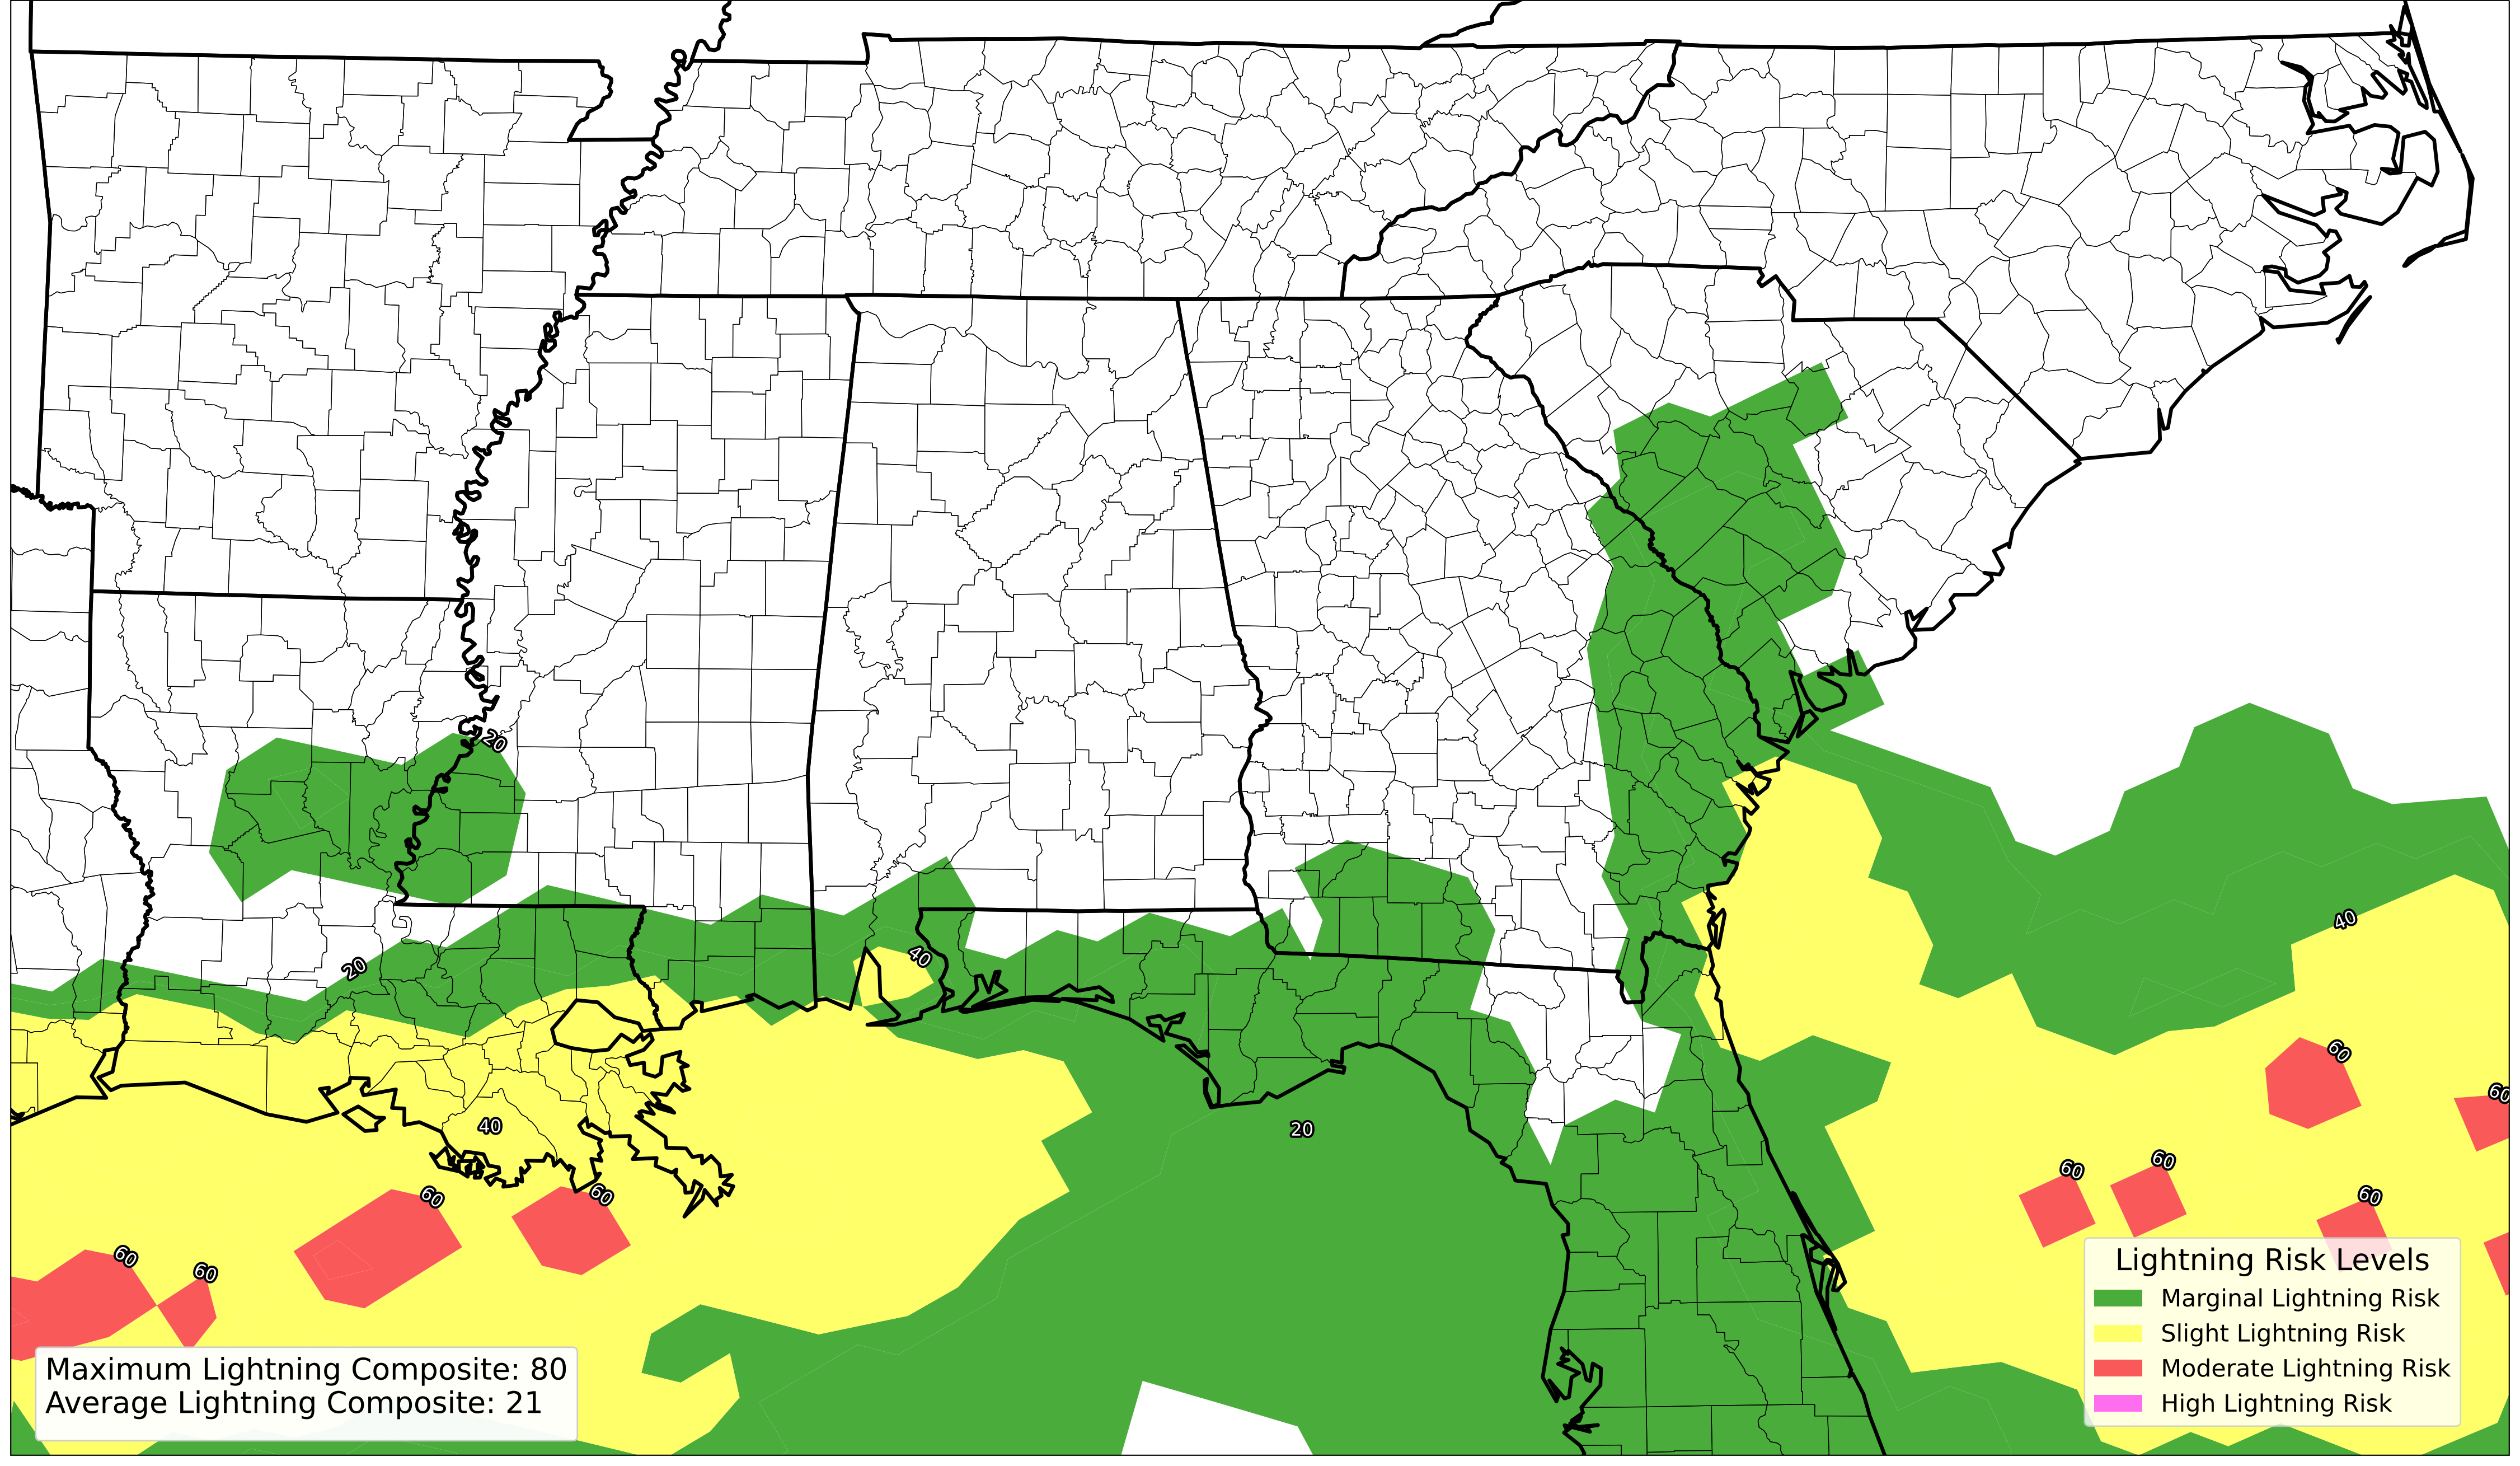 20
20
40
40
40
20
60
60
60
60
60
60
60
60
60
Lightning Risk Levels
Marginal Lightning Risk
Slight Lightning Risk
Moderate Lightning Risk
High Lightning Risk
Maximum Lightning Composite: 80
Average Lightning Composite: 21